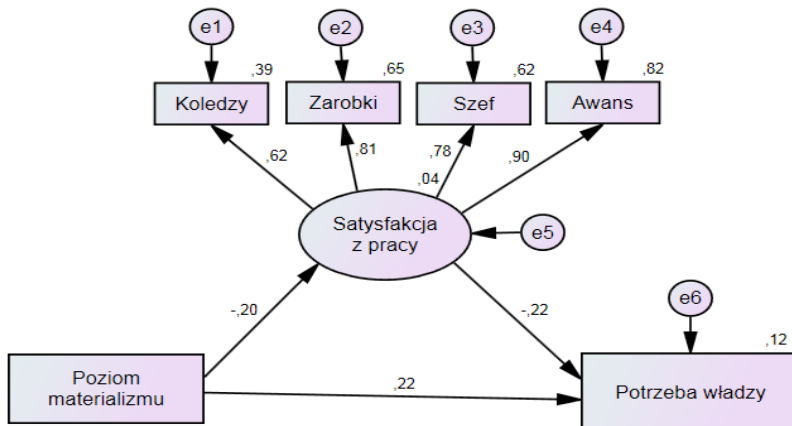 e1
e2
e3
e4
,39
,65
,62
,82
Koledzy
Zarobki
Szef
Awans
,62
,81
,78
,90
,04
Satysfakcja
z pracy
e5
-,20
-,22
e6
,12
Poziom
materializmu
,22
Potrzeba władzy